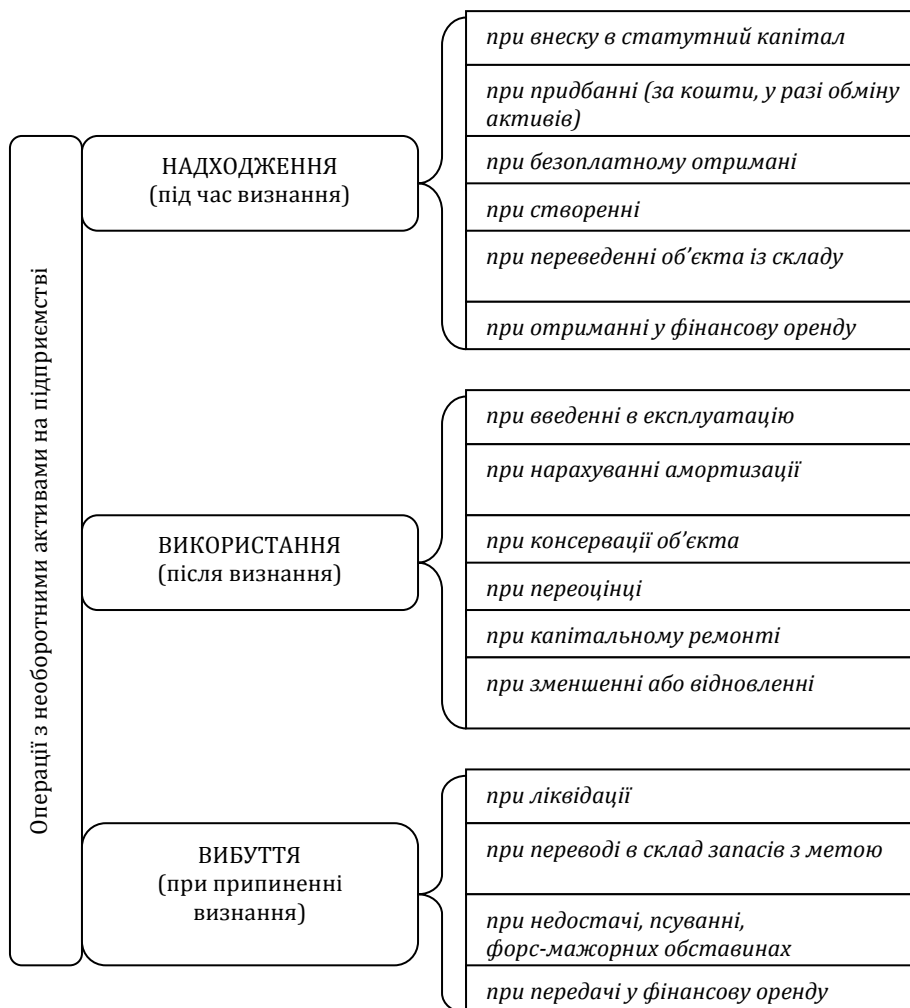 Операції з необоротними активами на підприємстві
НАДХОДЖЕННЯ
(під час визнання)
при внеску в статутний капітал
при придбанні (за кошти, у разі обміну
активів)
при безоплатному отримані
при створенні
при переведенні об’єкта із складу
при отриманні у фінансову оренду
ВИКОРИСТАННЯ
(після визнання)
при введенні в експлуатацію
при нарахуванні амортизації
при консервації об’єкта
при переоцінці
при капітальному ремонті
при зменшенні або відновленні
ВИБУТТЯ
(при припиненні
визнання)
при ліквідації
при переводі в склад запасів з метою
при недостачі, псуванні,
форс-мажорних обставинах
при передачі у фінансову оренду